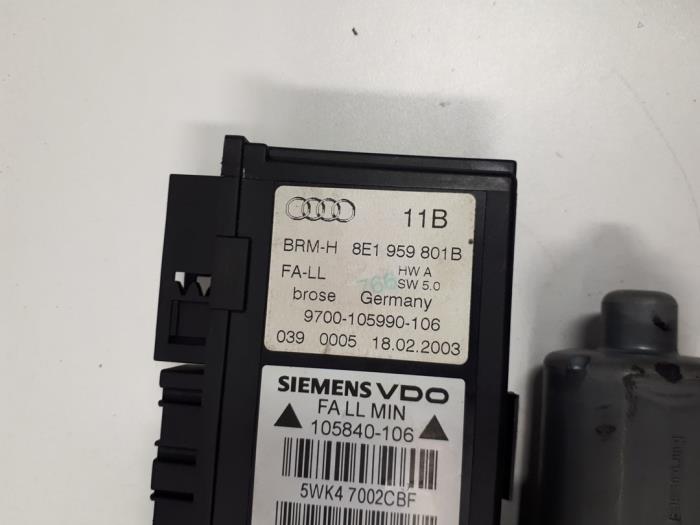 11B
BRM-H 8E1 959 801B
FA-LL HW A
SW 5.0
766
brose Germany
9700-105990-106
039 0005 18.02.2003
SIEMENS VDO
FA LL MIN
105840-106
5WK4 7002CBF